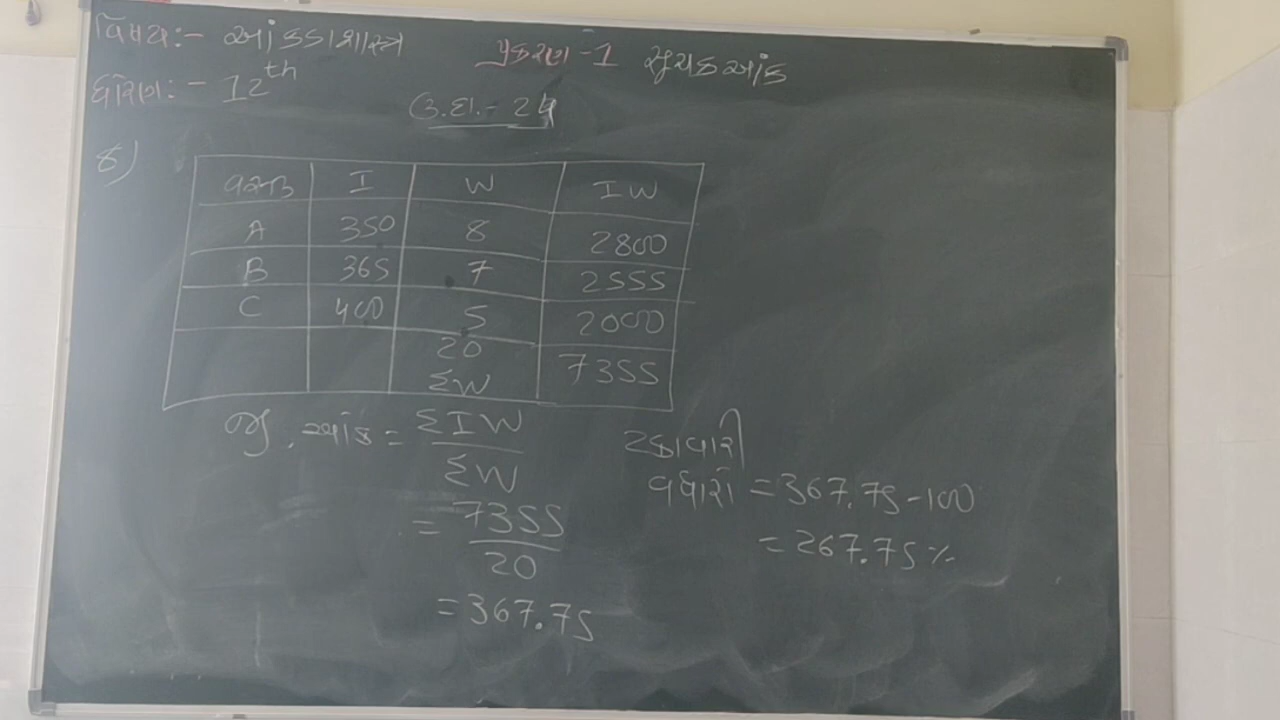 વિષય:- આંકડાશાસ્ત્ર
પ્રકરણ -1 સૂચકઆંક
ધોરણ:- 12th
ઉ.દા.- 24
8)
વસ્તુ I W IW
A 350 8 2800
B 365 7 2555
C 400 5 2000
20 7355
ΣW
જી. આંક = ΣIW / ΣW
= 7355 / 20
= 367.75
ટકાવારી
વધારો = 367.75 - 100
= 267.75 %